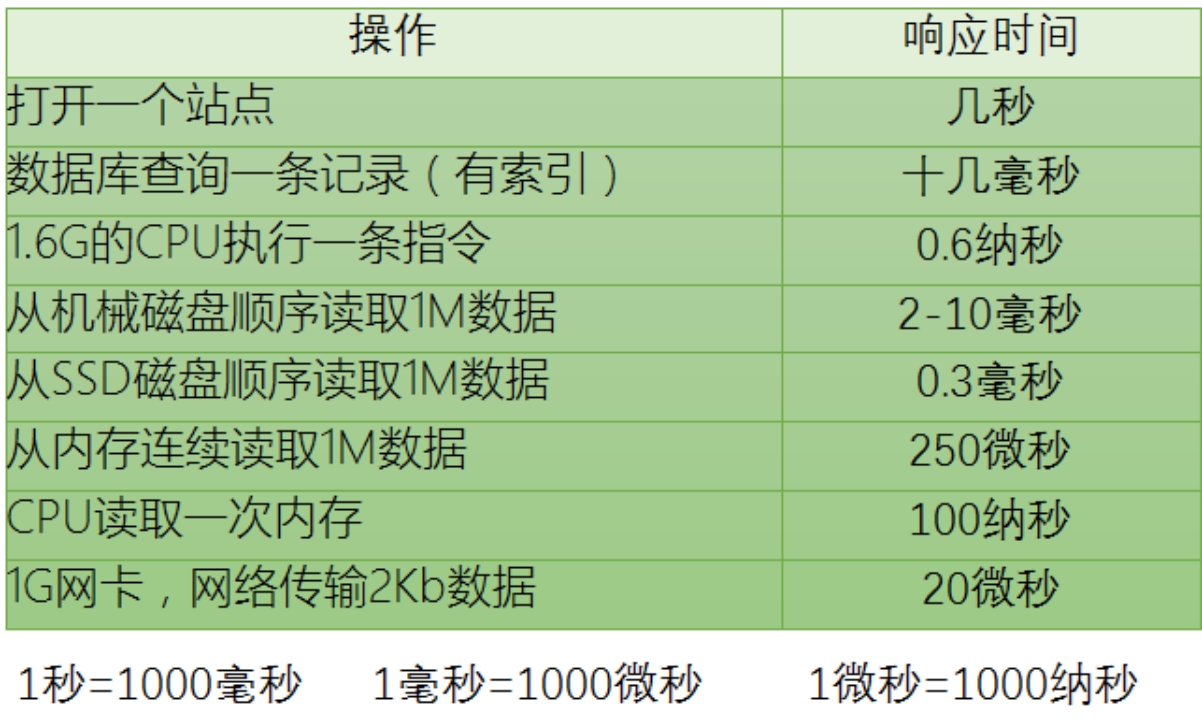 操作 响应时间
打开一个站点 几秒
数据库查询一条记录（有索引） 十几毫秒
1.6G的CPU执行一条指令 0.6纳秒
从机械磁盘顺序读取1M数据 2-10毫秒
从SSD磁盘顺序读取1M数据 0.3毫秒
从内存连续读取1M数据 250微秒
CPU读取一次内存 100纳秒
1G网卡，网络传输2Kb数据 20微秒
1秒=1000毫秒 1毫秒=1000微秒 1微秒=1000纳秒